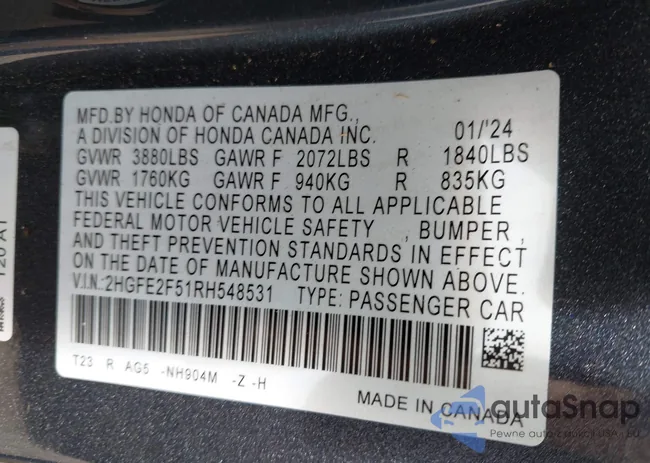 MFD.BY HONDA OF CANADA MFG.,
A DIVISION OF HONDA CANADA INC. 01/'24
GVWR 3880LBS GAWR F 2072LBS R 1840LBS
GVWR 1760KG GAWR F 940KG R 835KG
THIS VEHICLE CONFORMS TO ALL APPLICABLE
FEDERAL MOTOR VEHICLE SAFETY , BUMPER ,
AND THEFT PREVENTION STANDARDS IN EFFECT
ON THE DATE OF MANUFACTURE SHOWN ABOVE.
V.I.N.:2HGFE2F51RH548531 TYPE: PASSENGER CAR
T23 R AG5 -NH904M -Z -H
MADE IN CANADA
autoSnap